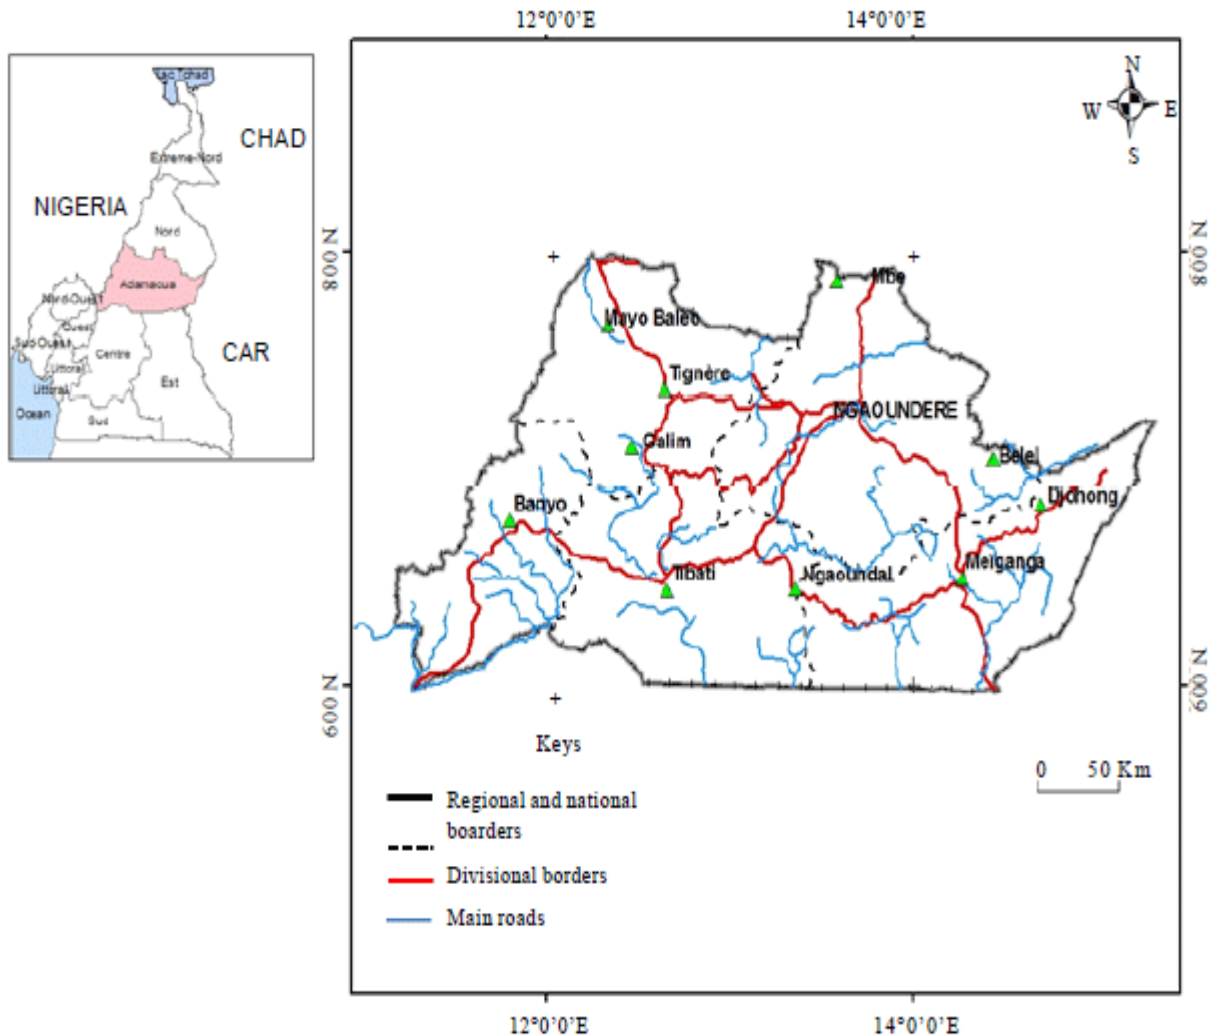 12°0'0'E
14°0'0'E
Lac Tchad
CHAD
Extreme-Nord
NIGERIA
Nord
Adamaoua
Nord-Ouest
Ouest
Sud-Ouest
Centre
CAR
Littoral
Littoral
Est
Ocean
Sud
N
W
E
S
800 N
800 N
Mbe
Mayo Baleo
Tignère
NGAOUNDERE
Galim
Belel
Banyo
Djohong
Meiganga
Tibati
Ngaoundal
600 N
600 N
Keys
0 50 Km
Regional and national
boarders
Divisional borders
Main roads
12°0'0'E
14°0'0'E